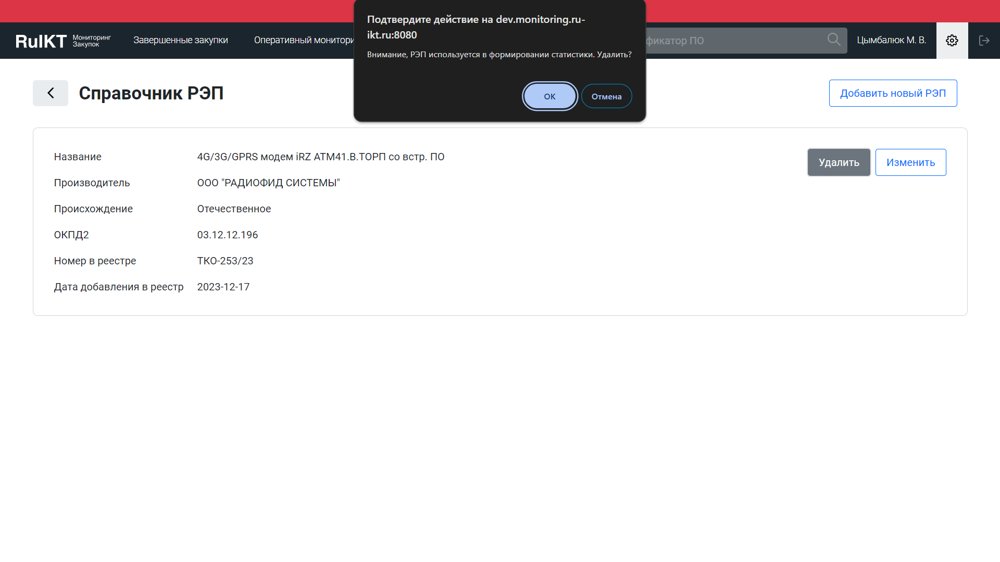 Подтвердите действие на dev.monitoring.ru-
ikt.ru:8080
Внимание, РЭП используется в формировании статистики. Удалить?
ОК
Отмена
RuIKT
Мониторинг
Закупок
Завершенные закупки
Оперативный монитори
фикатор ПО
Цымбалюк М. В.
Справочник РЭП
Добавить новый РЭП
Название 4G/3G/GPRS модем iRZ ATM41.B.ТОРП со встр. ПО
Удалить
Изменить
Производитель ООО "РАДИОФИД СИСТЕМЫ"
Происхождение Отечественное
ОКПД2 03.12.12.196
Номер в реестре ТКО-253/23
Дата добавления в реестр 2023-12-17